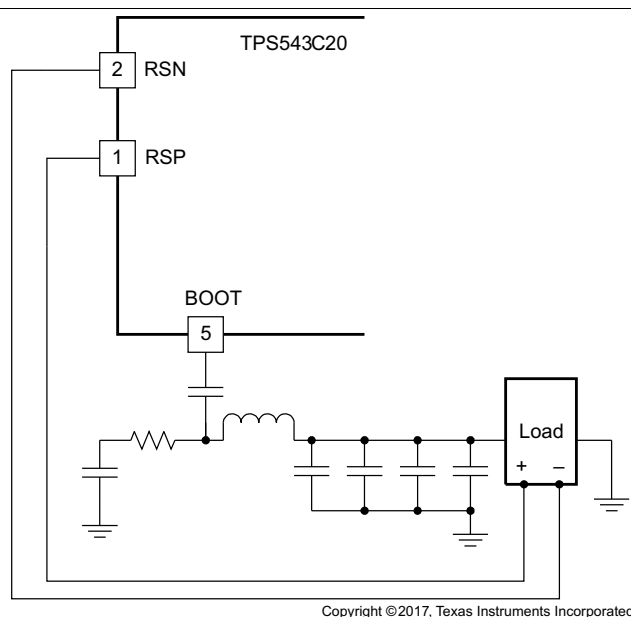 TPS543C20
2 RSN
1 RSP
BOOT
5
Load
+ −
Copyright ©2017, Texas Instruments Incorporated